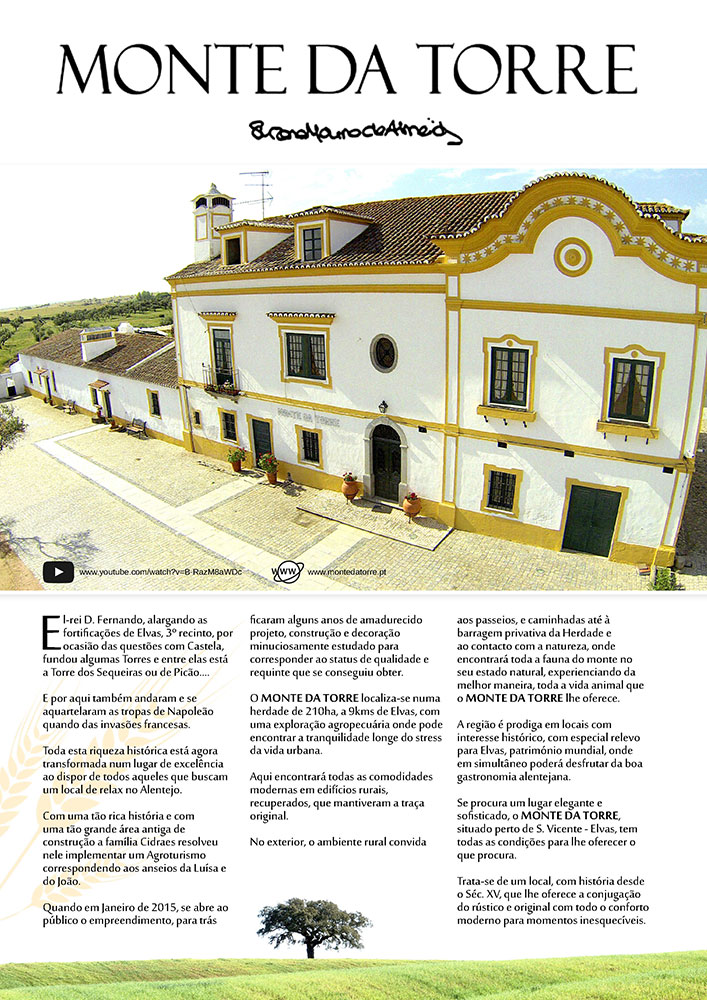 MONTE DA TORRE
MONTE DA TORRE
www.youtube.com/watch?v=B-RazM8aWDc
WWW
www.montedatorre.pt
El-rei D. Fernando, alargando as
fortificações de Elvas, 3º recinto, por
ocasião das questões com Castela,
fundou algumas Torres e entre elas está
a Torre dos Sequeiras ou de Picão....
E por aqui também andaram e se
aquartelaram as tropas de Napoleão
quando das invasões francesas.
Toda esta riqueza histórica está agora
transformada num lugar de excelência
ao dispor de todos aqueles que buscam
um local de relax no Alentejo.
Com uma tão rica história e com
uma tão grande área antiga de
construção a família Cidraes resolveu
nele implementar um Agroturismo
correspondendo aos anseios da Luísa e
do João.
Quando em Janeiro de 2015, se abre ao
público o empreendimento, para trás
ficaram alguns anos de amadurecido
projeto, construção e decoração
minuciosamente estudado para
corresponder ao status de qualidade e
requinte que se conseguiu obter.
O MONTE DA TORRE localiza-se numa
herdade de 210ha, a 9kms de Elvas, com
uma exploração agropecuária onde pode
encontrar a tranquilidade longe do stress
da vida urbana.
Aqui encontrará todas as comodidades
modernas em edifícios rurais,
recuperados, que mantiveram a traça
original.
No exterior, o ambiente rural convida
aos passeios, e caminhadas até à
barragem privativa da Herdade e
ao contacto com a natureza, onde
encontrará toda a fauna do monte no
seu estado natural, experienciando da
melhor maneira, toda a vida animal que
o MONTE DA TORRE lhe oferece.
A região é prodiga em locais com
interesse histórico, com especial relevo
para Elvas, património mundial, onde
em simultâneo poderá desfrutar da boa
gastronomia alentejana.
Se procura um lugar elegante e
sofisticado, o MONTE DA TORRE,
situado perto de S. Vicente - Elvas, tem
todas as condições para lhe oferecer o
que procura.
Trata-se de um local, com história desde
o Séc. XV, que lhe oferece a conjugação
do rústico e original com todo o conforto
moderno para momentos inesquecíveis.